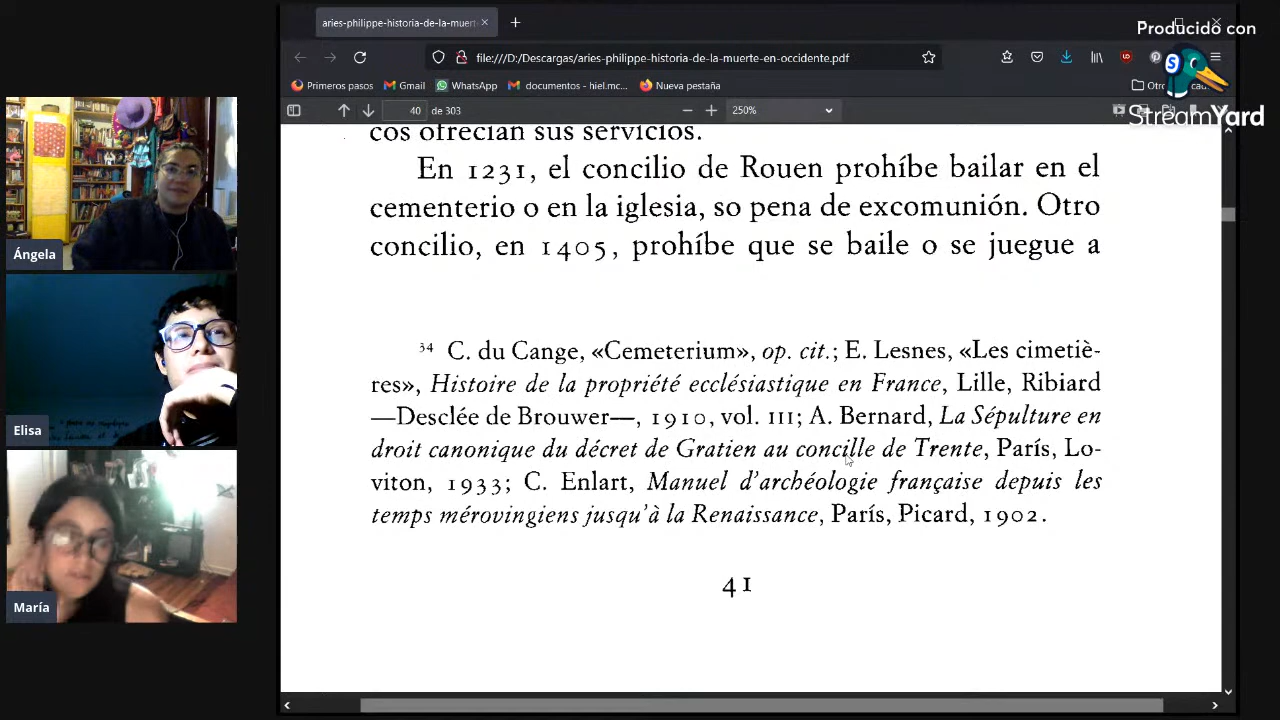 aries-philippe-historia-de-la-muert
Producido con
StreamYard
file:///D:/Descargas/aries-philippe-historia-de-la-muerte-en-occidente.pdf
Primeros pasos
Gmail
WhatsApp
documentos - hiel.mc...
Nueva pestaña
40 de 303
250%
cos ofrecían sus servicios.
En 1231, el concilio de Rouen prohíbe bailar en el
cementerio o en la iglesia, so pena de excomunión. Otro
concilio, en 1405, prohíbe que se baile o se juegue a
34 C. du Cange, «Cemeterium», op. cit.; E. Lesnes, «Les cimetiè-
res», Histoire de la propriété ecclésiastique en France, Lille, Ribiard
—Desclée de Brouwer—, 1910, vol. III; A. Bernard, La Sépulture en
droit canonique du décret de Gratien au concille de Trente, París, Lo-
viton, 1933; C. Enlart, Manuel d'archéologie française depuis les
temps mérovingiens jusqu'à la Renaissance, París, Picard, 1902.
41
Ángela
Elisa
María